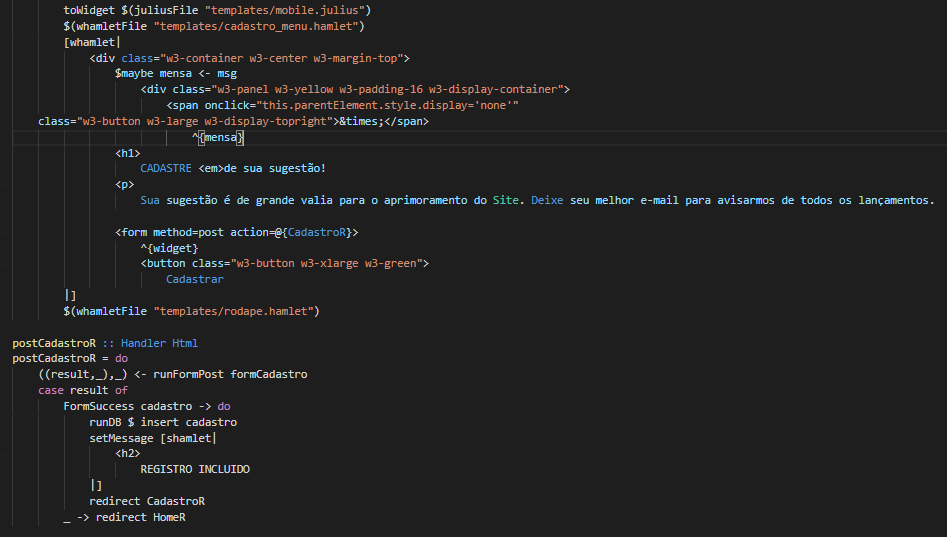 toWidget $(juliusFile "templates/mobile.julius")
$(whamletFile "templates/cadastro_menu.hamlet")
[whamlet|
<div class="w3-container w3-center w3-margin-top">
$maybe mensa <- msg
<div class="w3-panel w3-yellow w3-padding-16 w3-display-container">
<span onclick="this.parentElement.style.display='none'"
class="w3-button w3-large w3-display-topright">&times;</span>
^{mensa}
<h1>
CADASTRE <em>de sua sugestão!
<p>
Sua sugestão é de grande valia para o aprimoramento do Site. Deixe seu melhor e-mail para avisarmos de todos os lançamentos.
<form method=post action=@{CadastroR}>
^{widget}
<button class="w3-button w3-xlarge w3-green">
Cadastrar
|]
$(whamletFile "templates/rodape.hamlet")
postCadastroR :: Handler Html
postCadastroR = do
((result,_),_) <- runFormPost formCadastro
case result of
FormSuccess cadastro -> do
runDB $ insert cadastro
setMessage [shamlet|
<h2>
REGISTRO INCLUIDO
|]
redirect CadastroR
_ -> redirect HomeR